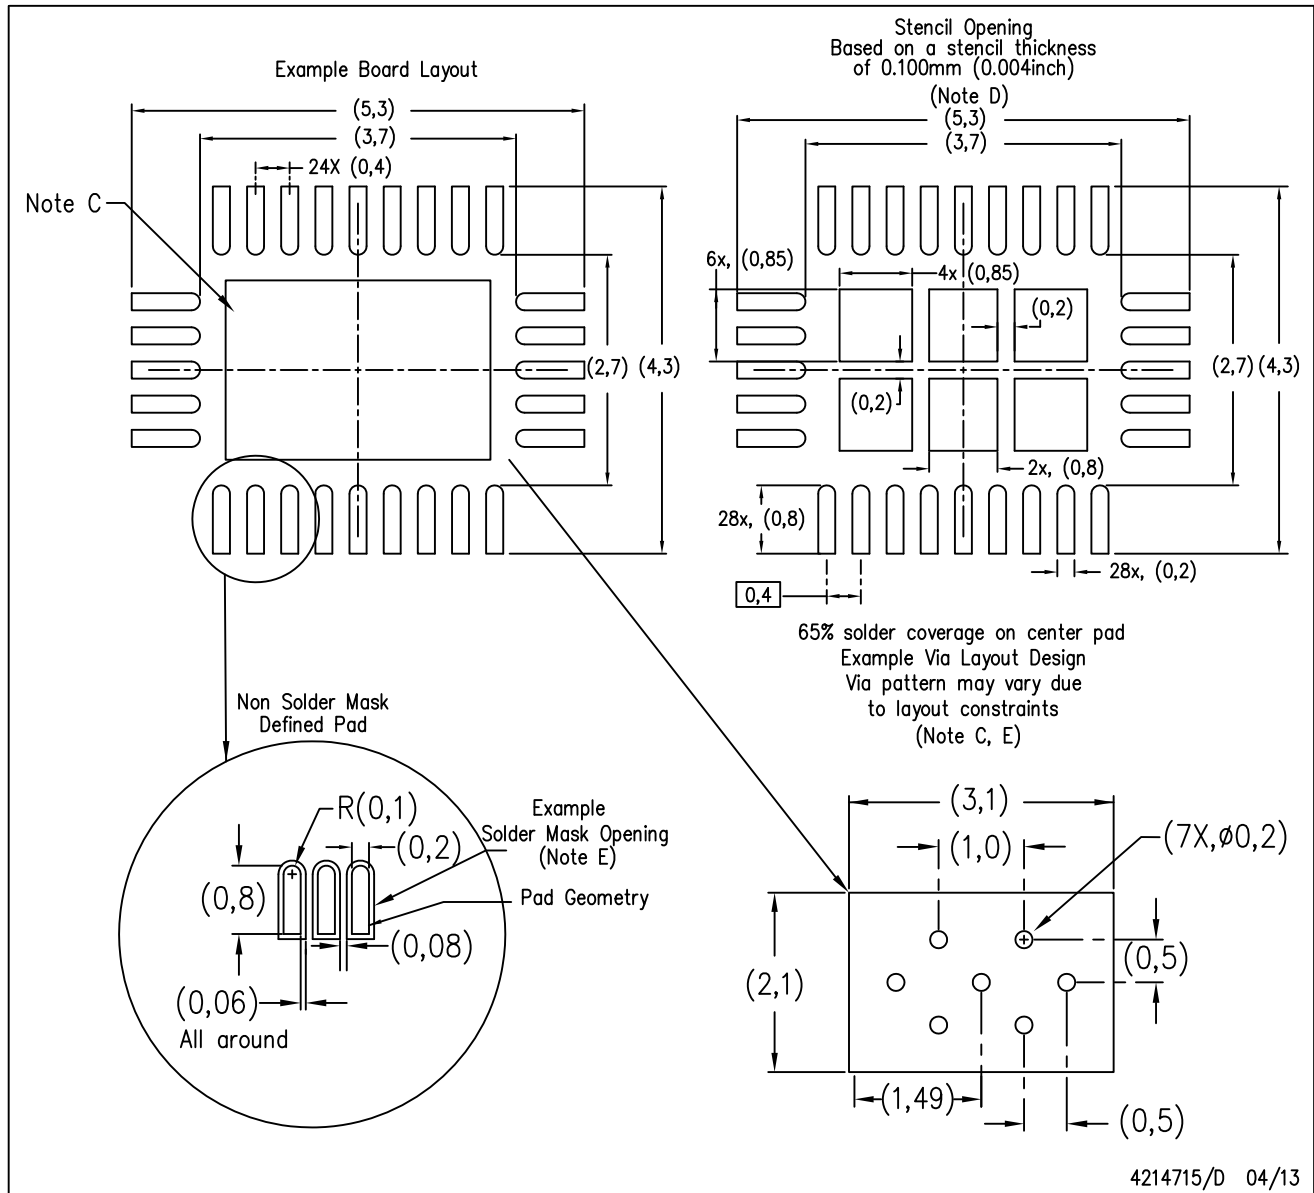 Example Board Layout
(5,3)
(3,7)
24X (0,4)
Note C
(2,7) (4,3)
Stencil Opening
Based on a stencil thickness
of 0.100mm (0.004inch)
(Note D)
(5,3)
(3,7)
6x, (0,85)
4x (0,85)
(0,2)
(2,7) (4,3)
(0,2)
2x, (0,8)
28x, (0,8)
28x, (0,2)
0,4
65% solder coverage on center pad
Example Via Layout Design
Via pattern may vary due
to layout constraints
(Note C, E)
Non Solder Mask
Defined Pad
R(0,1)
Example
Solder Mask Opening
(Note E)
(0,2)
(0,8)
Pad Geometry
(0,08)
(0,06)
All around
(3,1)
(1,0)
(7X,ø0,2)
(2,1)
(0,5)
(1,49)
(0,5)
4214715/D 04/13